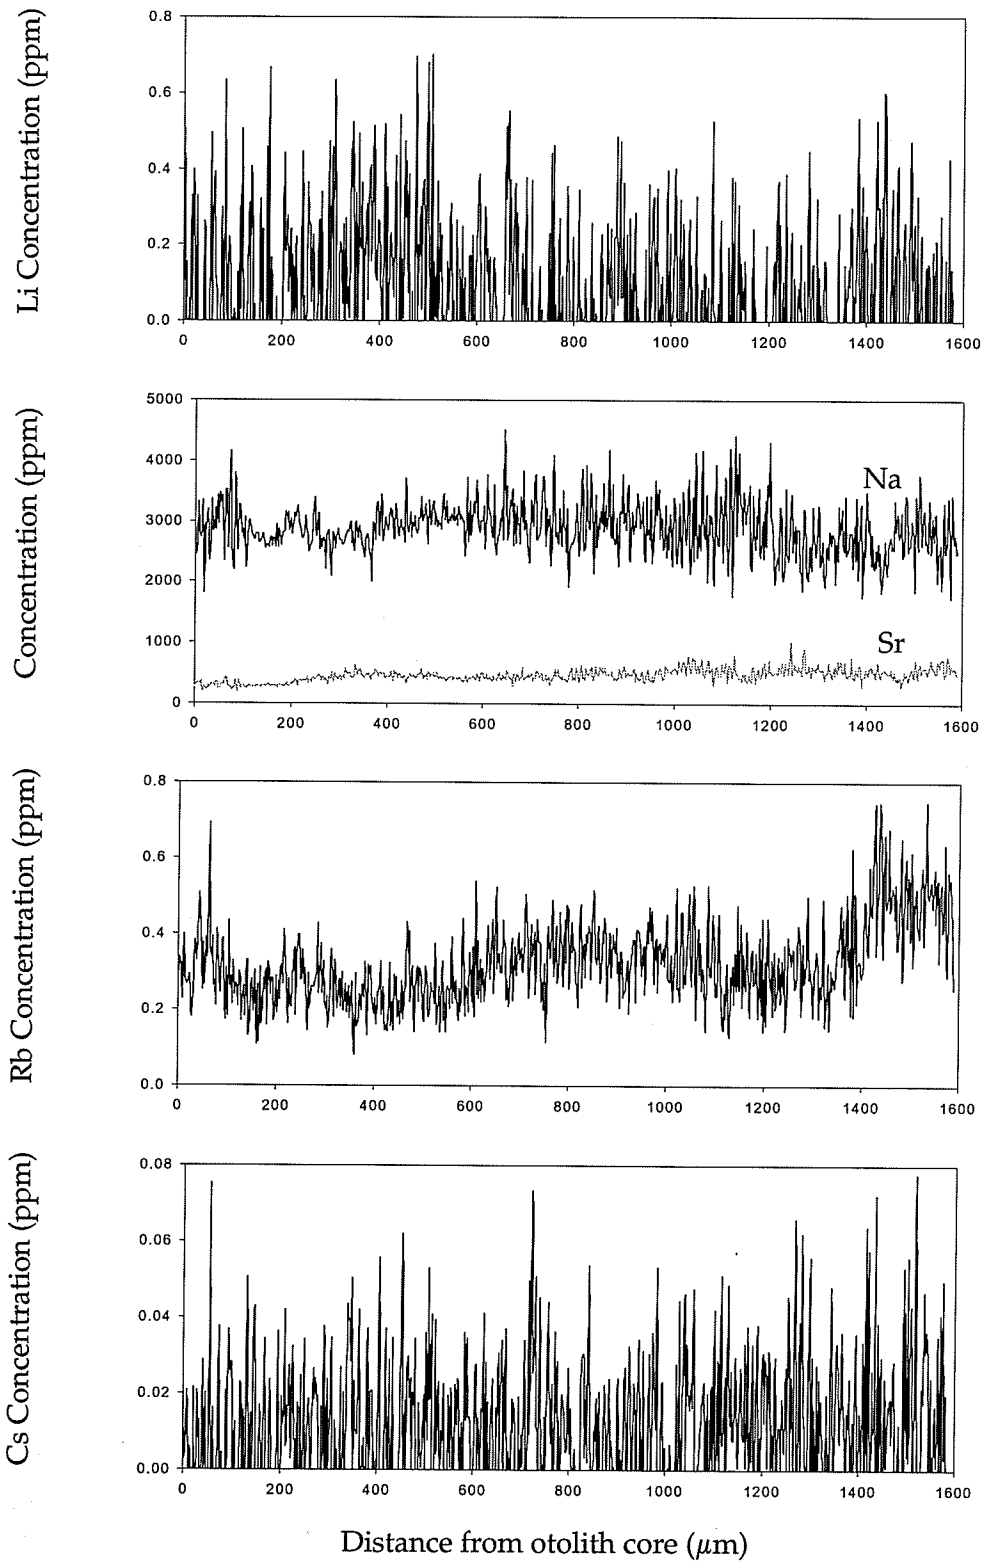 Li Concentration (ppm)
0.8
0.6
0.4
0.2
0.0
0 200 400 600 800 1000 1200 1400 1600
Concentration (ppm)
5000
4000
3000
2000
1000
0
Na
Sr
0 200 400 600 800 1000 1200 1400 1600
Rb Concentration (ppm)
0.8
0.6
0.4
0.2
0.0
0 200 400 600 800 1000 1200 1400 1600
Cs Concentration (ppm)
0.08
0.06
0.04
0.02
0.00
0 200 400 600 800 1000 1200 1400 1600
Distance from otolith core (μm)